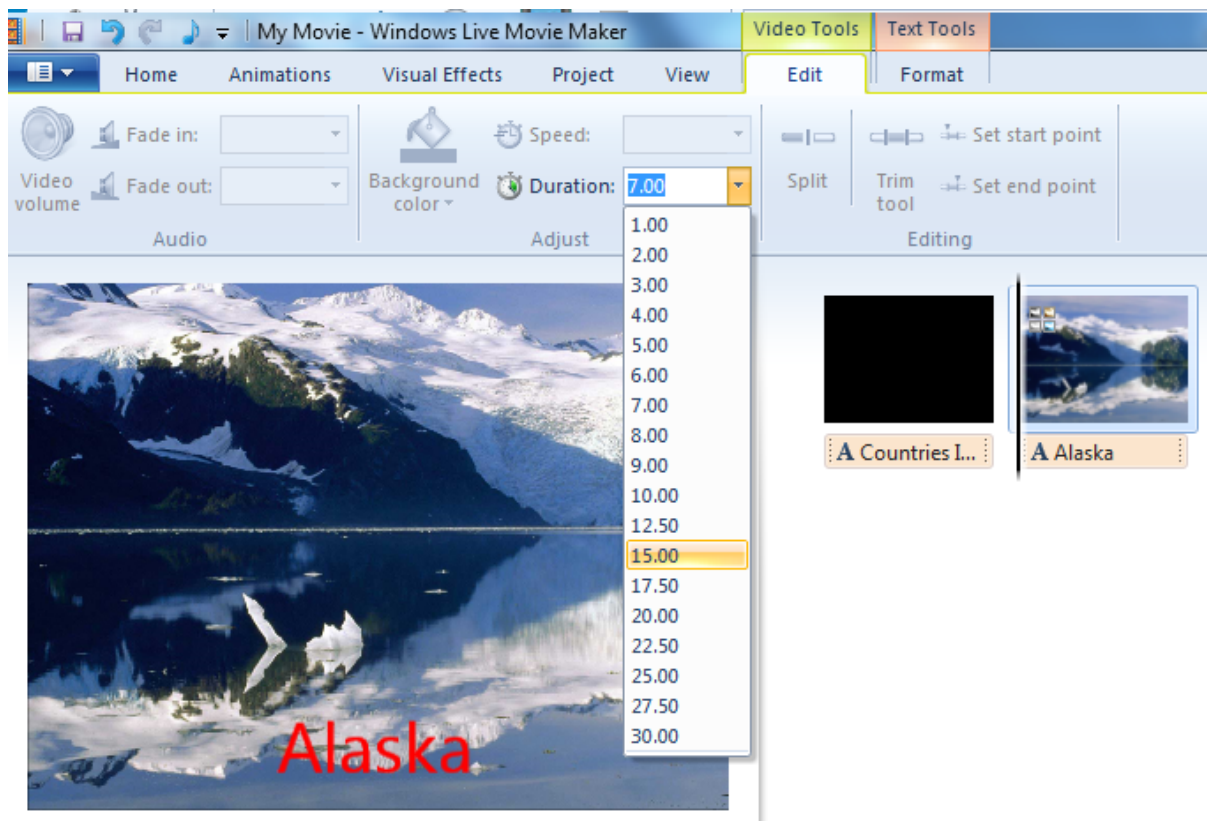 My Movie - Windows Live Movie Maker
Video Tools
Text Tools
Home
Animations
Visual Effects
Project
View
Edit
Format
Fade in:
Speed:
Set start point
Video volume
Fade out:
Background color
Duration: 7.00
Split
Trim tool
Set end point
Audio
Adjust
Editing
1.00
2.00
3.00
4.00
5.00
6.00
7.00
8.00
9.00
10.00
12.50
15.00
17.50
20.00
22.50
25.00
27.50
30.00
A Countries I...
A Alaska
Alaska